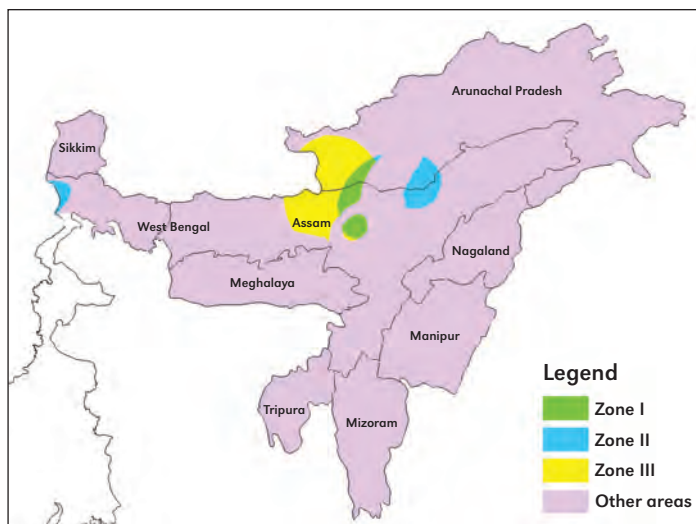 Arunachal Pradesh
Sikkim
West Bengal
Assam
Nagaland
Meghalaya
Manipur
Tripura
Mizoram
Legend
Zone I
Zone II
Zone III
Other areas